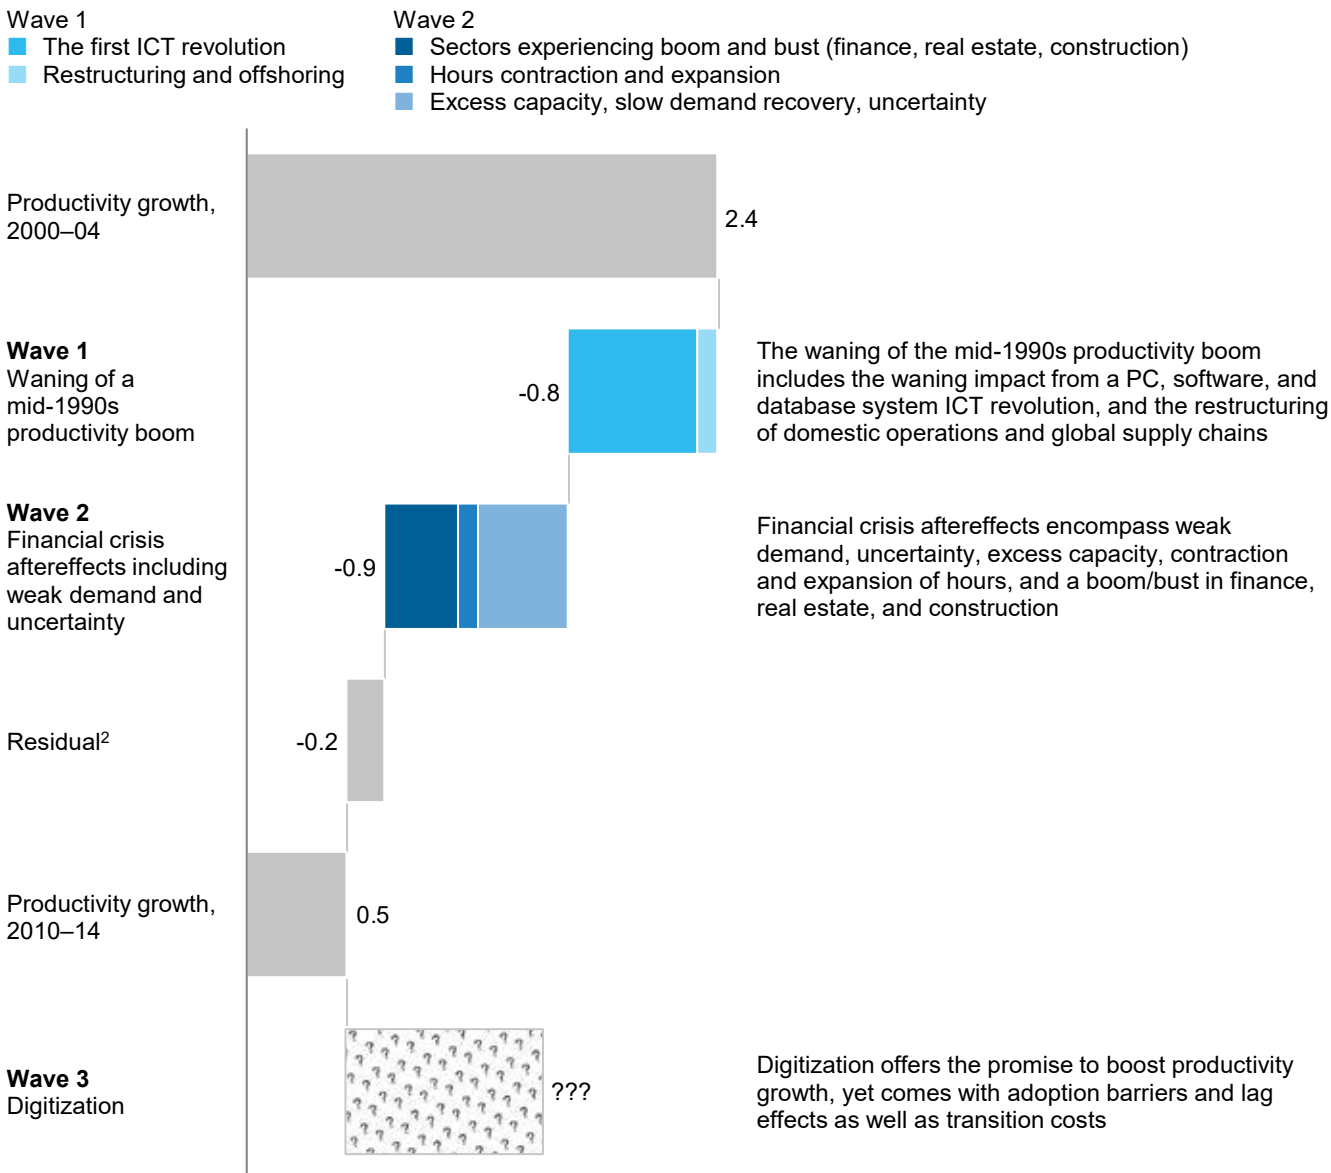 Wave 1
The first ICT revolution
Restructuring and offshoring
Wave 2
Sectors experiencing boom and bust (finance, real estate, construction)
Hours contraction and expansion
Excess capacity, slow demand recovery, uncertainty
Productivity growth,
2000–04
2.4
Wave 1
Waning of a
mid-1990s
productivity boom
-0.8
The waning of the mid-1990s productivity boom
includes the waning impact from a PC, software, and
database system ICT revolution, and the restructuring
of domestic operations and global supply chains
Wave 2
Financial crisis
aftereffects including
weak demand and
uncertainty
-0.9
Financial crisis aftereffects encompass weak
demand, uncertainty, excess capacity, contraction
and expansion of hours, and a boom/bust in finance,
real estate, and construction
Residual²
-0.2
Productivity growth,
2010–14
0.5
Wave 3
Digitization
???
Digitization offers the promise to boost productivity
growth, yet comes with adoption barriers and lag
effects as well as transition costs